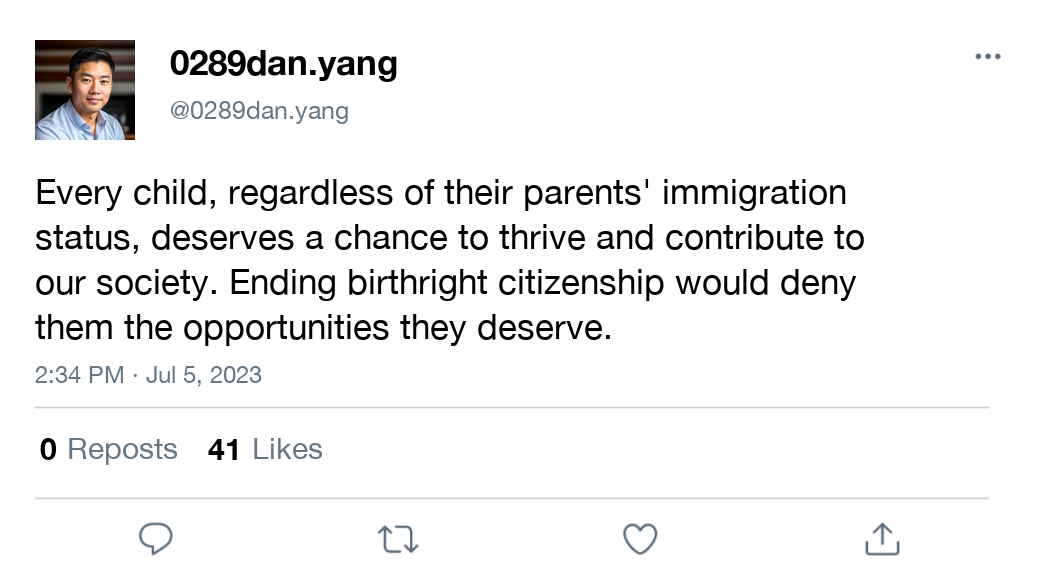 0289dan.yang
@0289dan.yang
Every child, regardless of their parents' immigration
status, deserves a chance to thrive and contribute to
our society. Ending birthright citizenship would deny
them the opportunities they deserve.
2:34 PM · Jul 5, 2023
0 Reposts 41 Likes